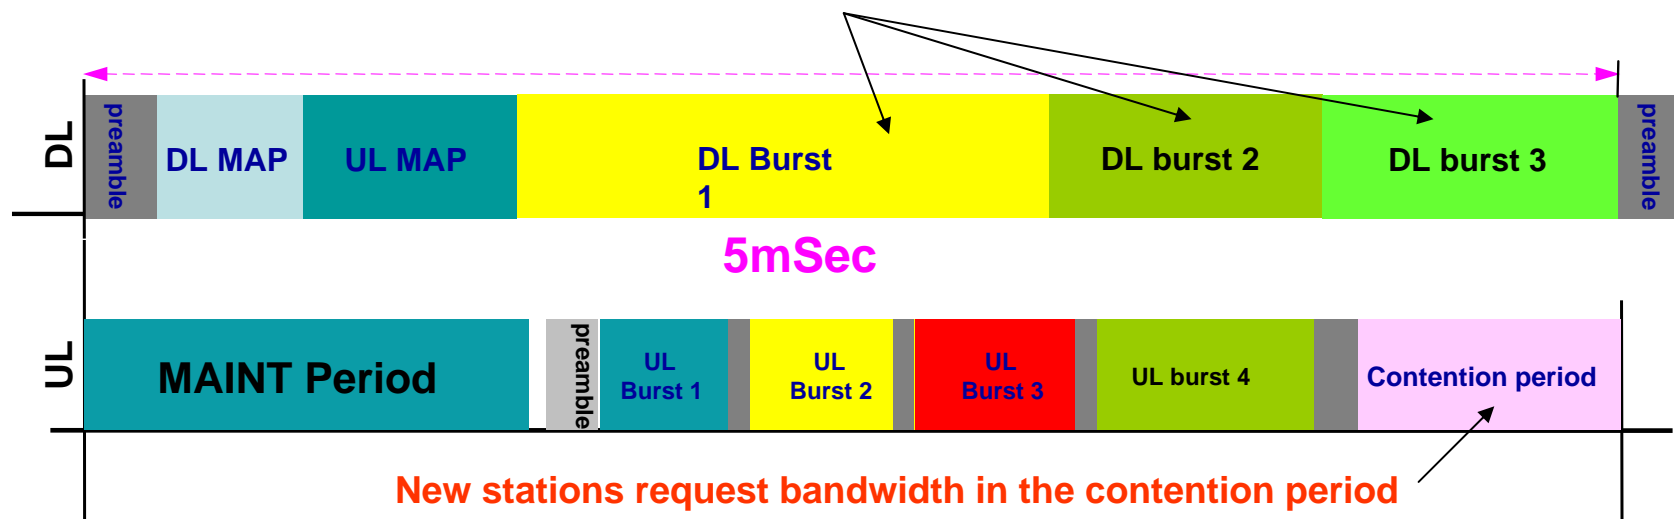 DL
preamble
DL MAP
UL MAP
DL Burst
1
DL burst 2
DL burst 3
preamble
5mSec
UL
MAINT Period
preamble
UL
Burst 1
UL
Burst 2
UL
Burst 3
UL burst 4
Contention period
New stations request bandwidth in the contention period